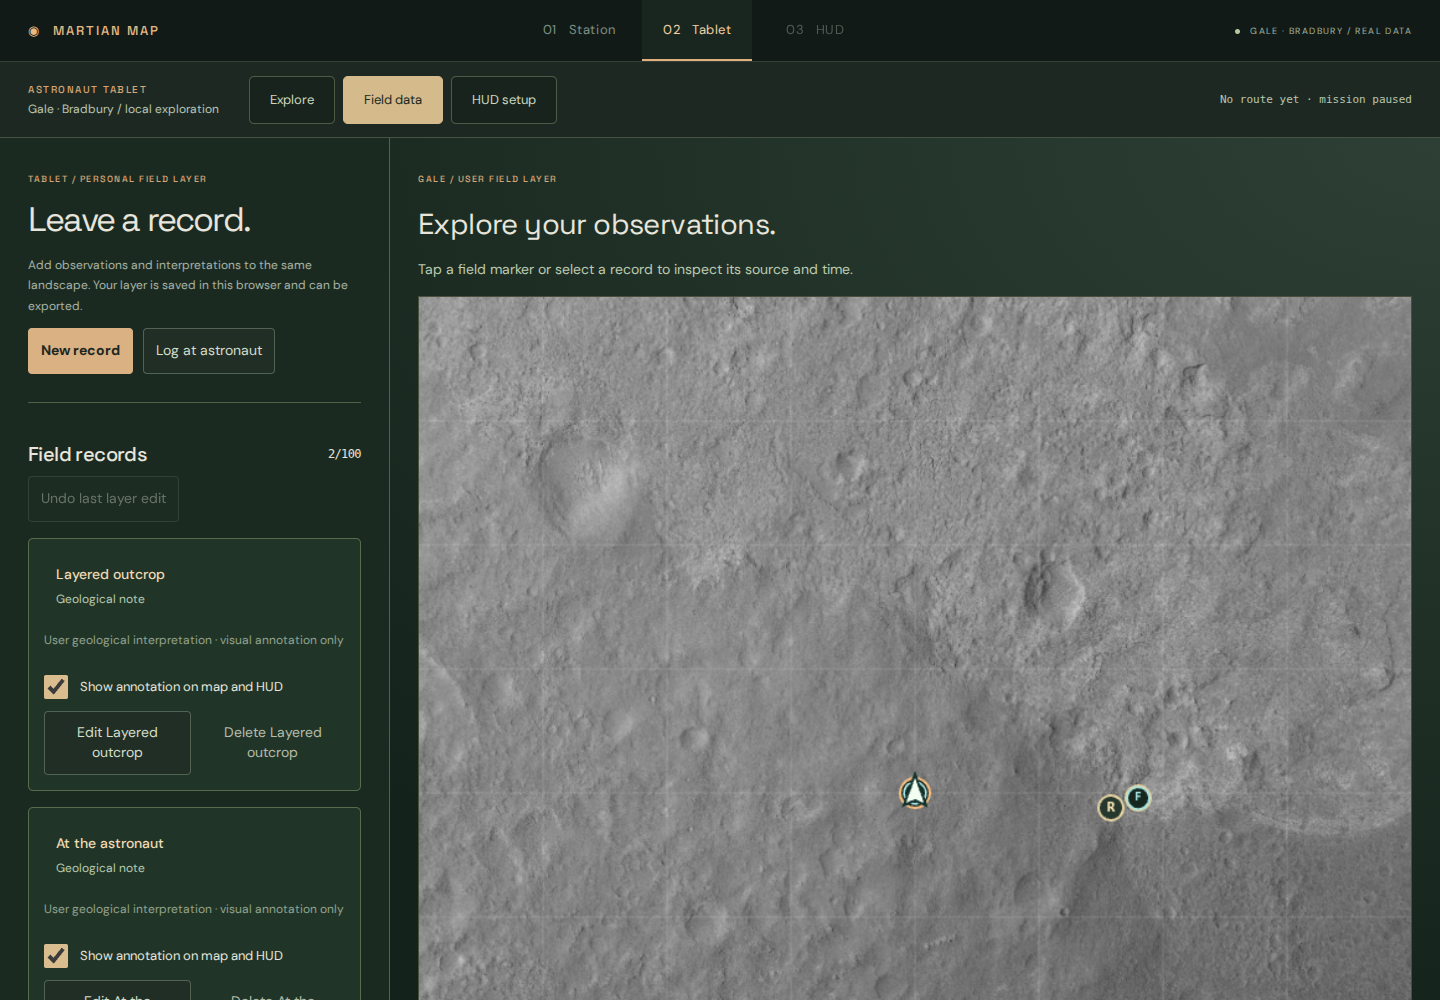 MARTIAN MAP
01 Station
02 Tablet
03 HUD
GALE · BRADBURY / REAL DATA
ASTRONAUT TABLET
Gale · Bradbury / local exploration
Explore
Field data
HUD setup
No route yet · mission paused
TABLET / PERSONAL FIELD LAYER
Leave a record.
Add observations and interpretations to the same
landscape. Your layer is saved in this browser and can be
exported.
New record
Log at astronaut
Field records
2/100
Undo last layer edit
Layered outcrop
Geological note
User geological interpretation · visual annotation only
Show annotation on map and HUD
Edit Layered
outcrop
Delete Layered
outcrop
At the astronaut
Geological note
User geological interpretation · visual annotation only
Show annotation on map and HUD
Edit At the
Delete At the
GALE / USER FIELD LAYER
Explore your observations.
Tap a field marker or select a record to inspect its source and time.
R
F